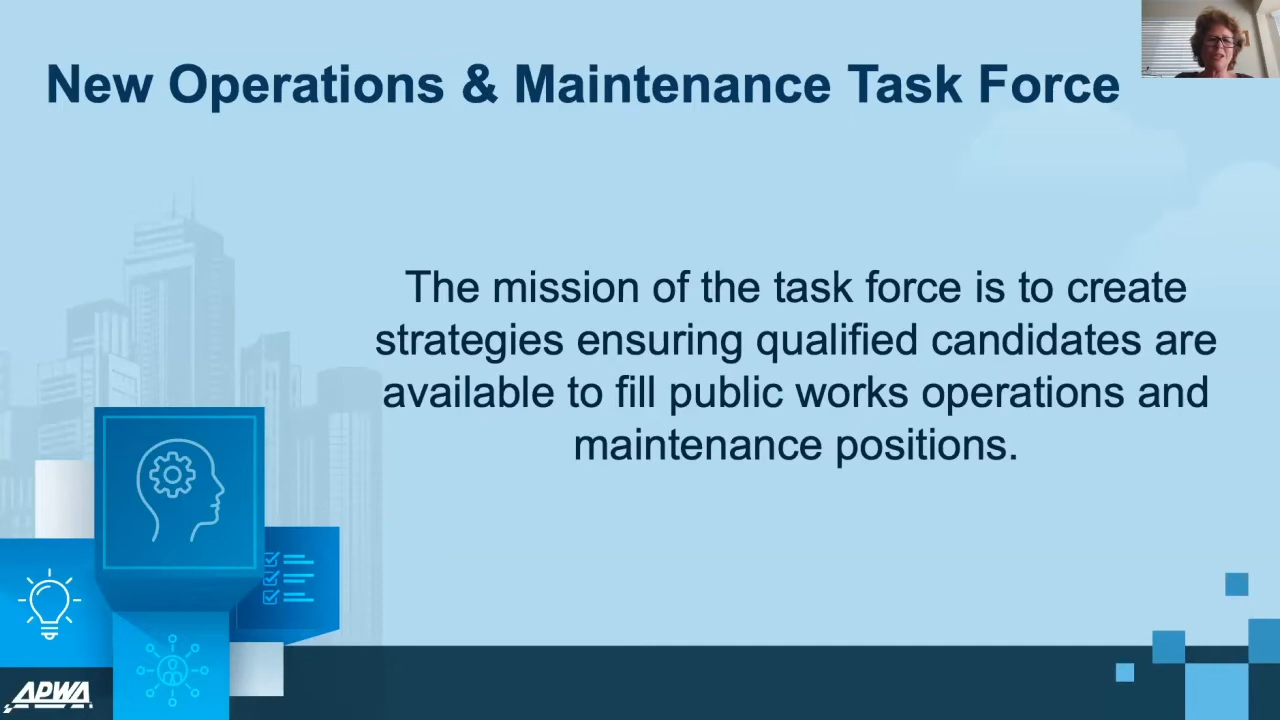 New Operations & Maintenance Task Force
The mission of the task force is to create
strategies ensuring qualified candidates are
available to fill public works operations and
maintenance positions.
APWA